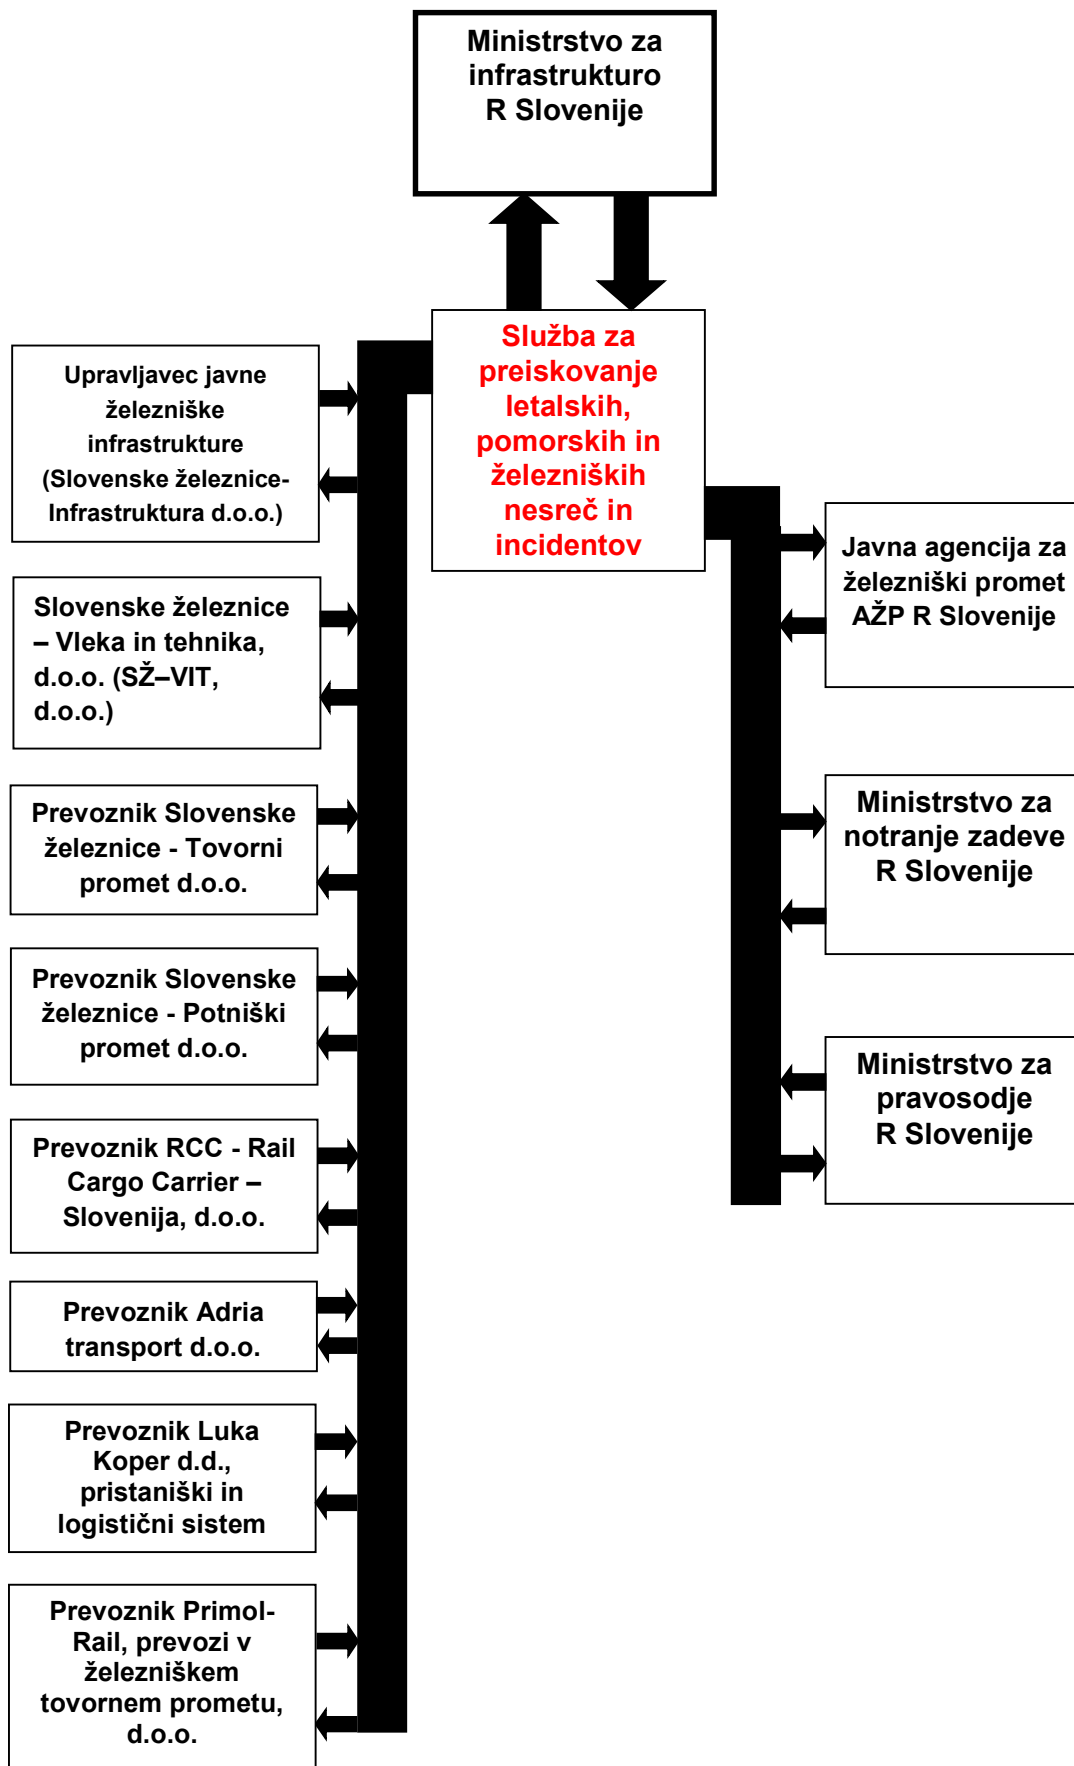 Ministrstvo za
infrastrukturo
R Slovenije
Služba za
preiskovanje
letalskih,
pomorskih in
železniških
nesreč in
incidentov
Upravljavec javne
železniške
infrastrukture
(Slovenske železnice-
Infrastruktura d.o.o.)
Slovenske železnice
– Vleka in tehnika,
d.o.o. (SŽ–VIT,
d.o.o.)
Prevoznik Slovenske
železnice - Tovorni
promet d.o.o.
Prevoznik Slovenske
železnice - Potniški
promet d.o.o.
Prevoznik RCC - Rail
Cargo Carrier –
Slovenija, d.o.o.
Prevoznik Adria
transport d.o.o.
Prevoznik Luka
Koper d.d.,
pristaniški in
logistični sistem
Prevoznik Primol-
Rail, prevozi v
železniškem
tovornem prometu,
d.o.o.
Javna agencija za
železniški promet
AŽP R Slovenije
Ministrstvo za
notranje zadeve
R Slovenije
Ministrstvo za
pravosodje
R Slovenije